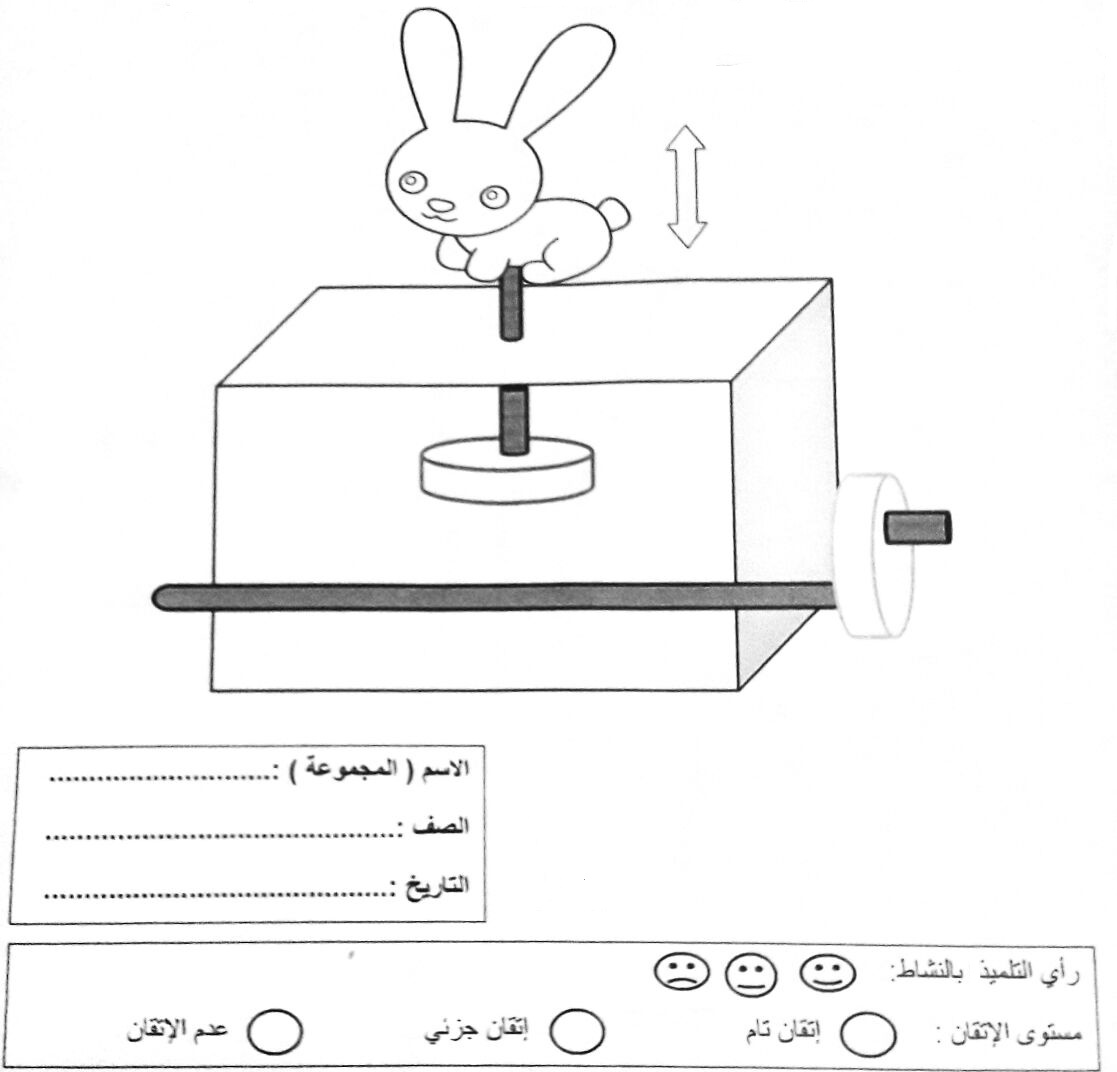 الاسم ( المجموعة ) :............................
الصف :............................................
التاريخ :...........................................
رأي التلميذ بالنشاط:
مستوى الإتقان : إتقان تام إتقان جزئي عدم الإتقان